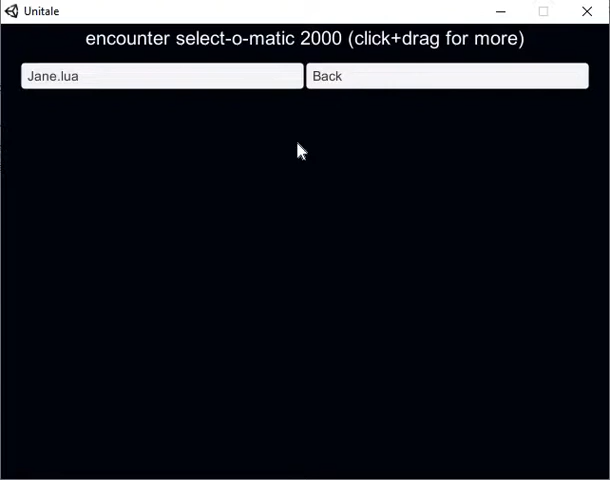 Unitale
encounter select-o-matic 2000 (click+drag for more)
Jane.lua
Back